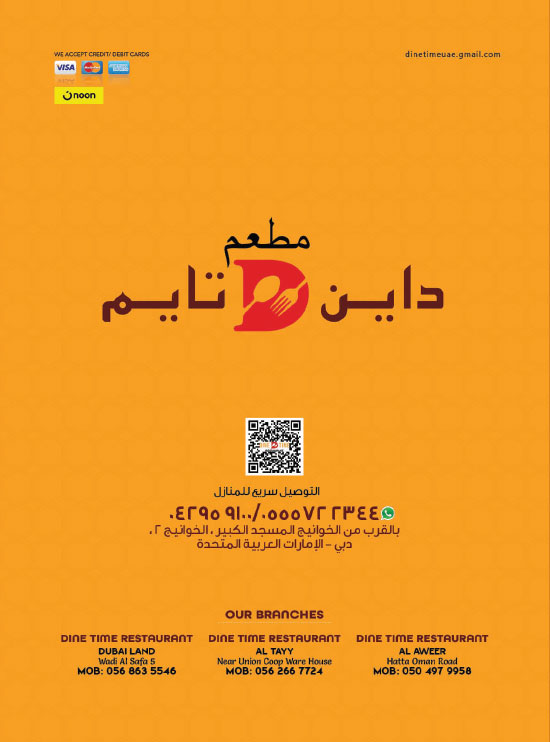 WE ACCEPT CREDIT/ DEBIT CARDS
dinetimeuae.gmail.com
VISA
noon
مطعم
داين D تايم
التوصيل سريع للمنازل
٠٤٢٩٥ ٩١٠٠/٠٥٥٥٧٢ ٢٣٤٤
بالقرب من الخوانيج المسجد الكبير ، الخوانيج ٢ ،
دبي - الإمارات العربية المتحدة
OUR BRANCHES
DINE TIME RESTAURANT
DUBAI LAND
Wadi Al Safa 5
MOB: 056 863 5546
DINE TIME RESTAURANT
AL TAYY
Near Union Coop Ware House
MOB: 056 266 7724
DINE TIME RESTAURANT
AL AWEER
Hatta Oman Road
MOB: 050 497 9958